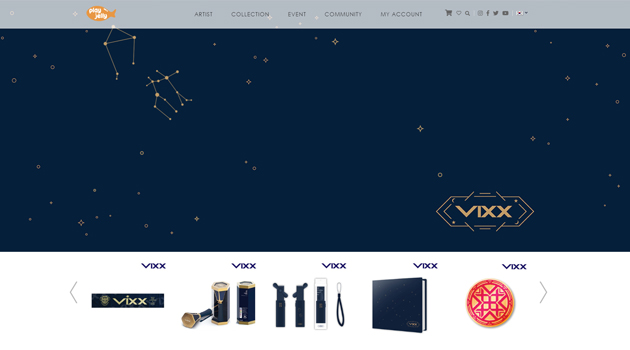 play
jelly
ARTIST
COLLECTION
EVENT
COMMUNITY
MY ACCOUNT
VIXX
VIXX
VIXX
VIXX
VIXX
VIXX
VIXX
VIXX